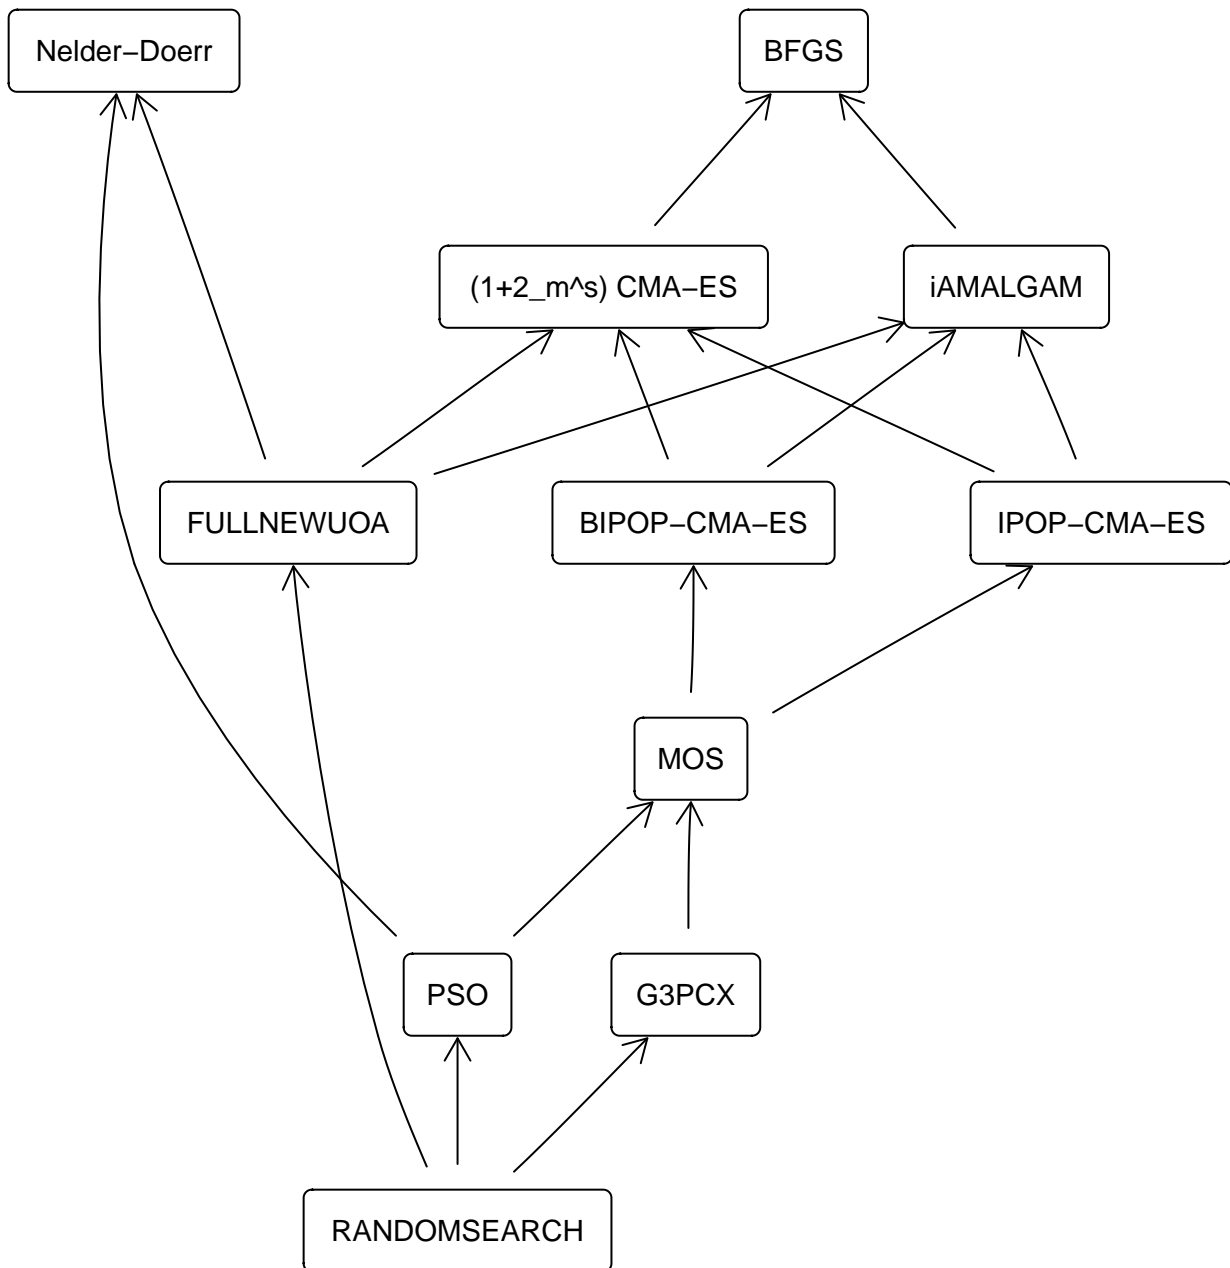 Nelder–Doerr
BFGS
(1+2_m^s) CMA–ES
iAMALGAM
FULLNEWUOA
BIPOP–CMA–ES
IPOP–CMA–ES
MOS
PSO
G3PCX
RANDOMSEARCH